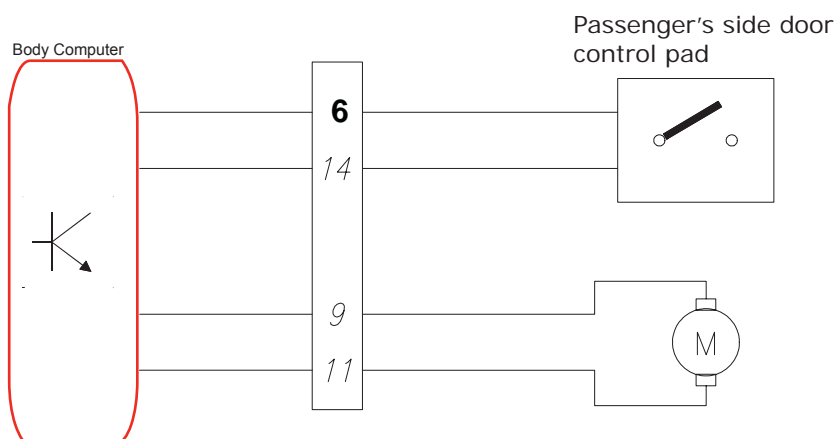 Passenger's side door
control pad
Body Computer
6
14
9
11
M